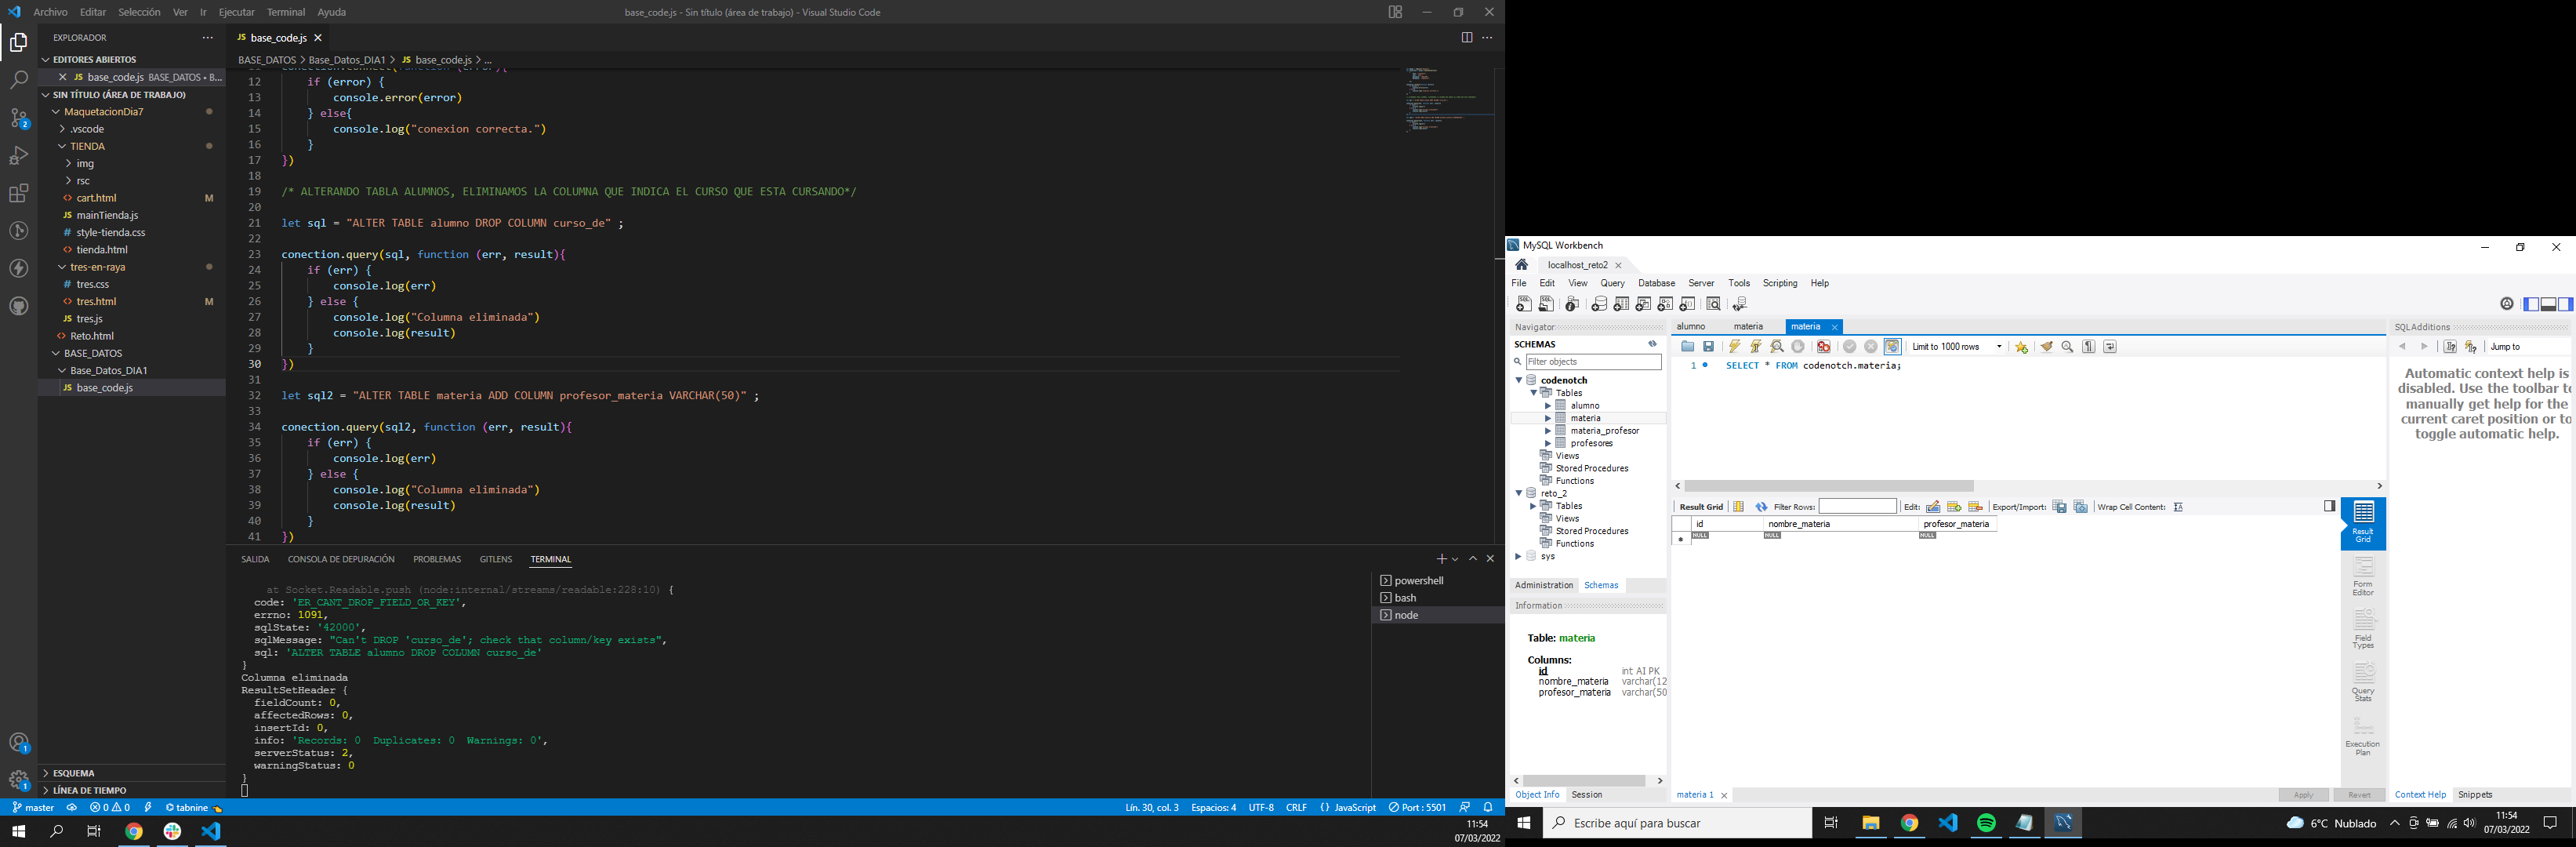 Archivo Editar Selección Ver Ir Ejecutar Terminal Ayuda
base_code.js - Sin título (área de trabajo) - Visual Studio Code
EXPLORADOR
EDITORES ABIERTOS
base_code.js BASE_DATOS • B...
SIN TÍTULO (ÁREA DE TRABAJO)
MaquetacionDia7
.vscode
TIENDA
img
rsc
cart.html M
mainTienda.js
style-tienda.css
tienda.html
tres-en-raya
tres.css
tres.html M
tres.js
Reto.html
BASE_DATOS
Base_Datos_DIA1
base_code.js
ESQUEMA
LÍNEA DE TIEMPO
base_code.js
BASE_DATOS > Base_Datos_DIA1 > JS base_code.js > ...
12 if (error) {
13 console.error(error)
14 } else{
15 console.log("conexion correcta.")
16 }
17 })
18
19 /* ALTERANDO TABLA ALUMNOS, ELIMINAMOS LA COLUMNA QUE INDICA EL CURSO QUE ESTA CURSANDO*/
20
21 let sql = "ALTER TABLE alumno DROP COLUMN curso_de" ;
22
23 conection.query(sql, function (err, result){
24 if (err) {
25 console.log(err)
26 } else {
27 console.log("Columna eliminada")
28 console.log(result)
29 }
30 })
31
32 let sql2 = "ALTER TABLE materia ADD COLUMN profesor_materia VARCHAR(50)" ;
33
34 conection.query(sql2, function (err, result){
35 if (err) {
36 console.log(err)
37 } else {
38 console.log("Columna eliminada")
39 console.log(result)
40 }
41 })
SALIDA CONSOLA DE DEPURACIÓN PROBLEMAS GITLENS TERMINAL
at Socket.Readable.push (node:internal/streams/readable:228:10) {
code: 'ER_CANT_DROP_FIELD_OR_KEY',
errno: 1091,
sqlState: '42000',
sqlMessage: "Can't DROP 'curso_de'; check that column/key exists",
sql: 'ALTER TABLE alumno DROP COLUMN curso_de'
}
Columna eliminada
ResultSetHeader {
fieldCount: 0,
affectedRows: 0,
insertId: 0,
info: 'Records: 0  Duplicates: 0  Warnings: 0',
serverStatus: 2,
warningStatus: 0
}
powershell
bash
node
master 0 0 tabnine
Lín. 30, col. 3 Espacios: 4 UTF-8 CRLF {} JavaScript Port : 5501
11:54
07/03/2022
MySQL Workbench
localhost_reto2
File Edit View Query Database Server Tools Scripting Help
Navigator
SCHEMAS
Filter objects
codenotch
Tables
alumno
materia
materia_profesor
profesores
Views
Stored Procedures
Functions
reto_2
Tables
Views
Stored Procedures
Functions
sys
Administration Schemas
Information
Table: materia
Columns:
id int AI PK
nombre_materia varchar(12
profesor_materia varchar(50
Object Info Session
alumno materia materia
Limit to 1000 rows
1 SELECT * FROM codenotch.materia;
Result Grid Filter Rows: Edit: Export/Import: Wrap Cell Content:
id nombre_materia profesor_materia
NULL NULL NULL
Result Grid
Form Editor
Field Types
Query Stats
Execution Plan
materia 1
Apply Revert
SQLAdditions
Jump to
Automatic context help is
disabled. Use the toolbar to
manually get help for the
current caret position or to
toggle automatic help.
Context Help Snippets
Escribe aquí para buscar
6°C Nublado
11:54
07/03/2022